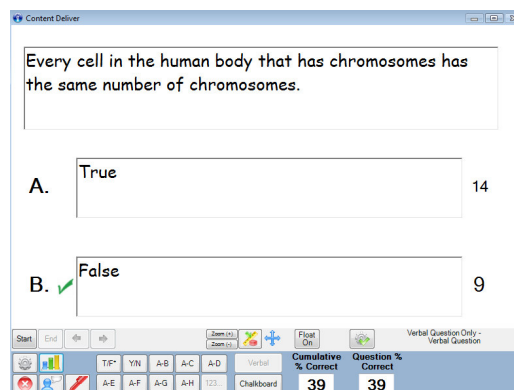 Content Deliver
Every cell in the human body that has chromosomes has
the same number of chromosomes.
A.
True
14
B.
False
9
Start
End
Zoom (+)
Zoom (-)
Float
On
Verbal Question Only -
Verbal Question
T/F*
Y/N
A-B
A-C
A-D
Verbal
Cumulative
% Correct
Question %
Correct
A-E
A-F
A-G
A-H
123...
Chalkboard
39
39